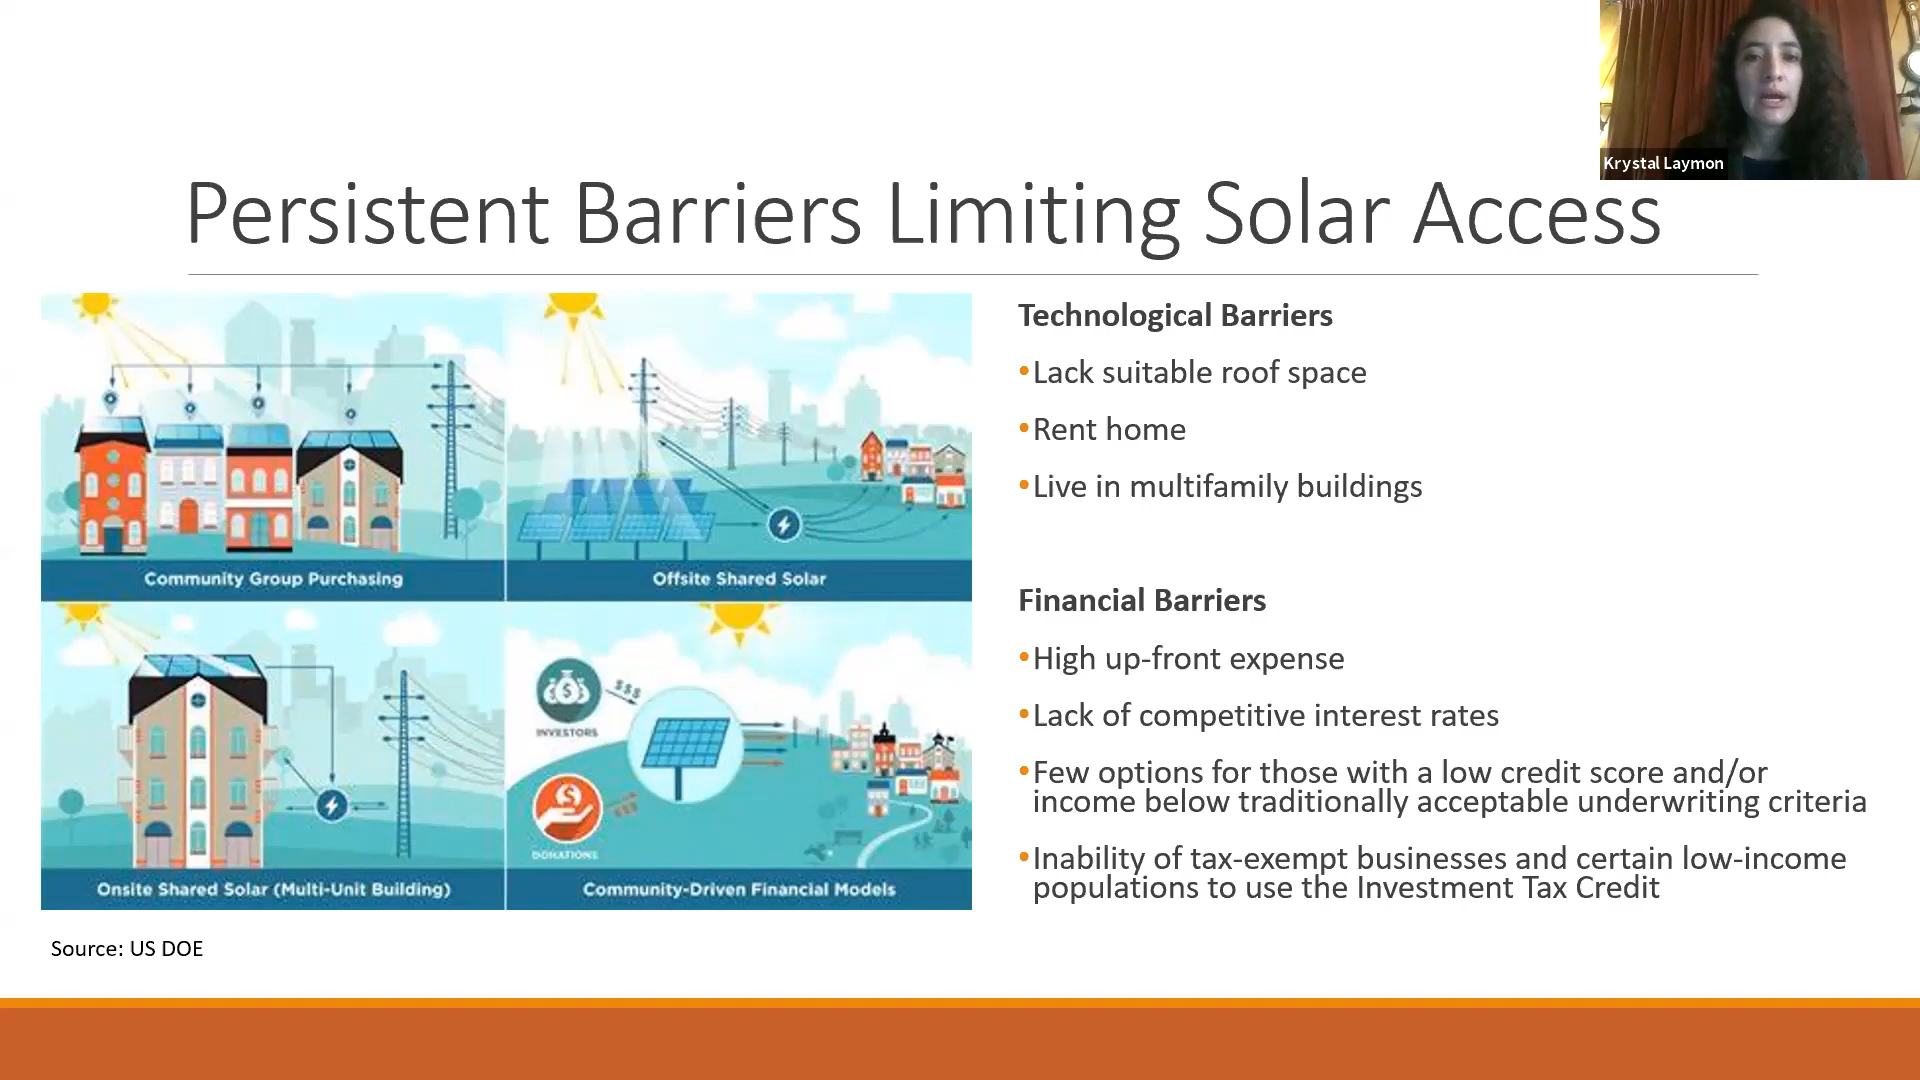 Krystal Laymon
Persistent Barriers Limiting Solar Access
Community Group Purchasing
Offsite Shared Solar
$$$
INVESTORS
DONATIONS
Onsite Shared Solar (Multi-Unit Building)
Community-Driven Financial Models
Source: US DOE
Technological Barriers
•Lack suitable roof space
•Rent home
•Live in multifamily buildings
Financial Barriers
•High up-front expense
•Lack of competitive interest rates
•Few options for those with a low credit score and/or
income below traditionally acceptable underwriting criteria
•Inability of tax-exempt businesses and certain low-income
populations to use the Investment Tax Credit